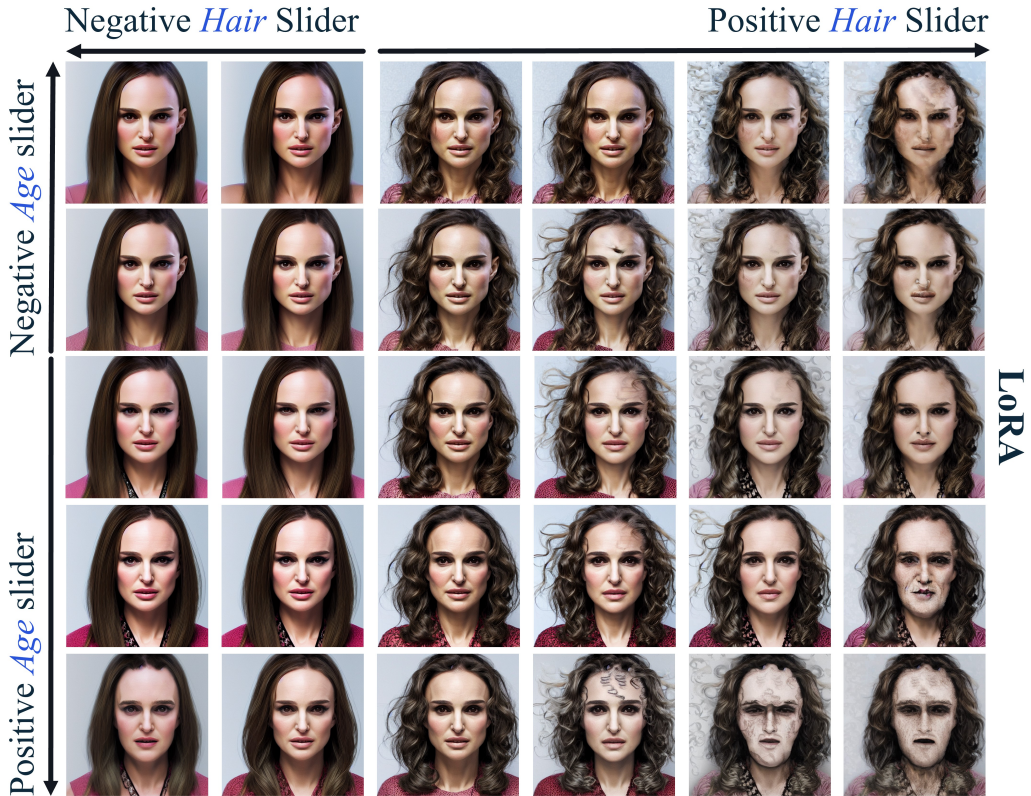 Negative Hair Slider
Positive Hair Slider
Negative Age slider
Positive Age slider
LoRA